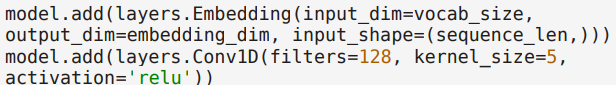 model.add(layers.Embedding(input_dim=vocab_size,
output_dim=embedding_dim, input_shape=(sequence_len,)))
model.add(layers.Conv1D(filters=128, kernel_size=5,
activation='relu'))